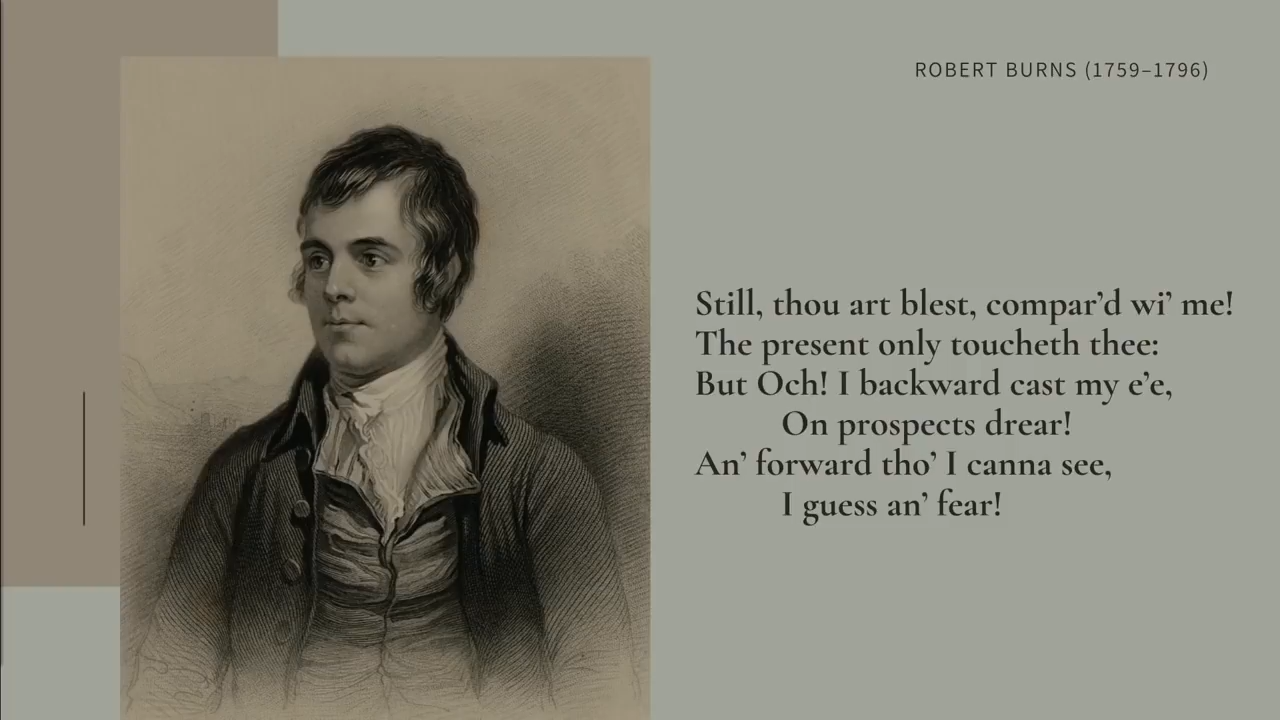 ROBERT BURNS (1759–1796)
Still, thou art blest, compar’d wi’ me!
The present only toucheth thee:
But Och! I backward cast my e’e,
On prospects drear!
An’ forward tho’ I canna see,
I guess an’ fear!